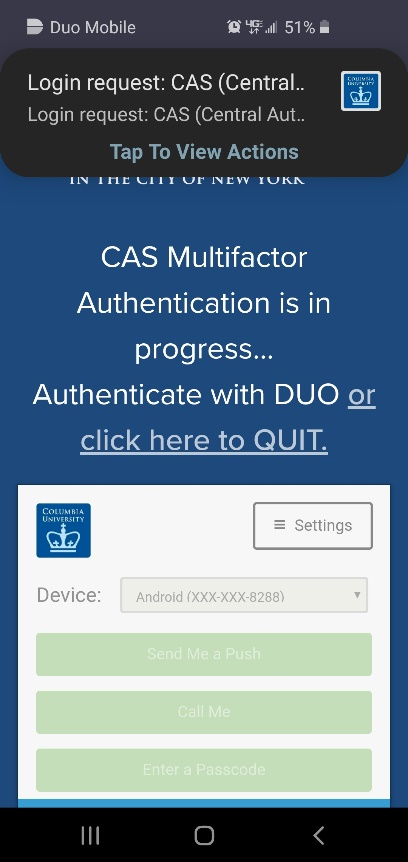 Duo Mobile
4GE
51%
Login request: CAS (Central..
Login request: CAS (Central Aut..
COLUMBIA
UNIVERSITY
Tap To View Actions
IN THE CITY OF NEW YORK
CAS Multifactor
Authentication is in
progress...
Authenticate with DUO or
click here to QUIT.
COLUMBIA
UNIVERSITY
Settings
Device:
Android (XXX-XXX-8288)
Send Me a Push
Call Me
Enter a Passcode